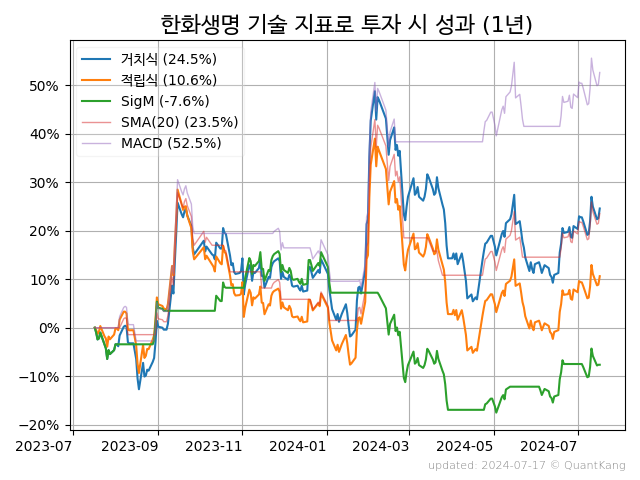 한화생명 기술 지표로 투자 시 성과 (1년)
거치식 (24.5%)
적립식 (10.6%)
SigM (-7.6%)
SMA(20) (23.5%)
MACD (52.5%)
50%
40%
30%
20%
10%
0%
−10%
−20%
2023-07 2023-09 2023-11 2024-01 2024-03 2024-05 2024-07
updated: 2024-07-17 © QuantKang